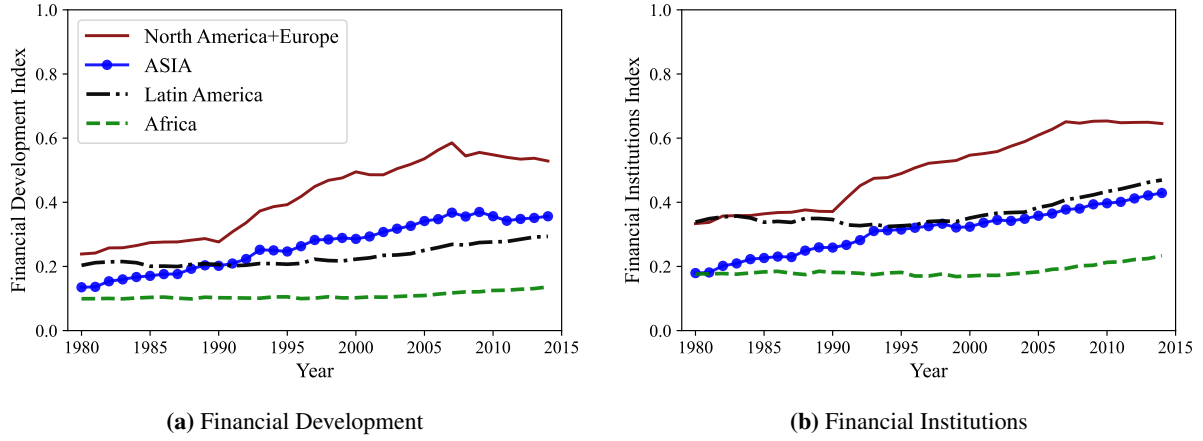 Financial Development Index
1.0
0.8
0.6
0.4
0.2
0.0
North America+Europe
ASIA
Latin America
Africa
1980 1985 1990 1995 2000 2005 2010 2015
Year
(a) Financial Development
Financial Institutions Index
1.0
0.8
0.6
0.4
0.2
0.0
1980 1985 1990 1995 2000 2005 2010 2015
Year
(b) Financial Institutions